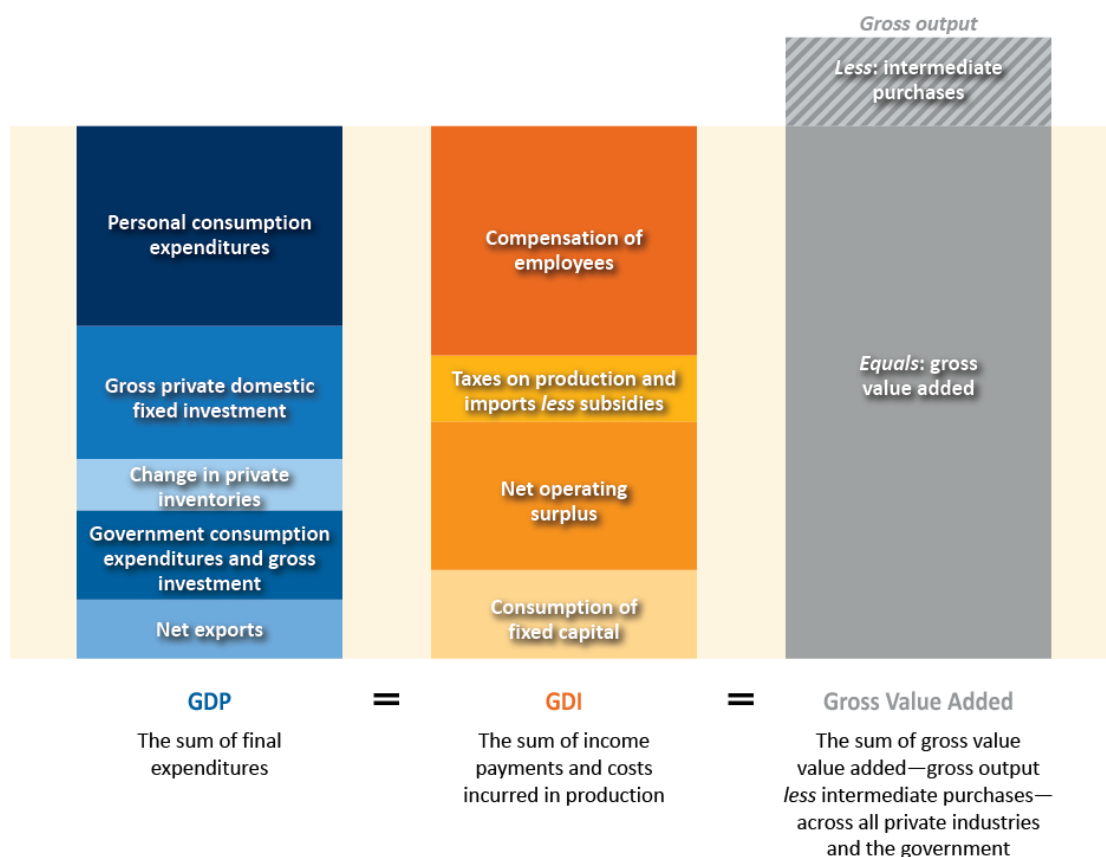 Gross output
Less: intermediate
purchases
Personal consumption
expenditures
Gross private domestic
fixed investment
Change in private
inventories
Government consumption
expenditures and gross
investment
Net exports
Compensation of
employees
Taxes on production and
imports less subsidies
Net operating
surplus
Consumption of
fixed capital
Equals: gross
value added
GDP = GDI = Gross Value Added
The sum of final
expenditures
The sum of income
payments and costs
incurred in production
The sum of gross value
value added—gross output
less intermediate purchases—
across all private industries
and the government